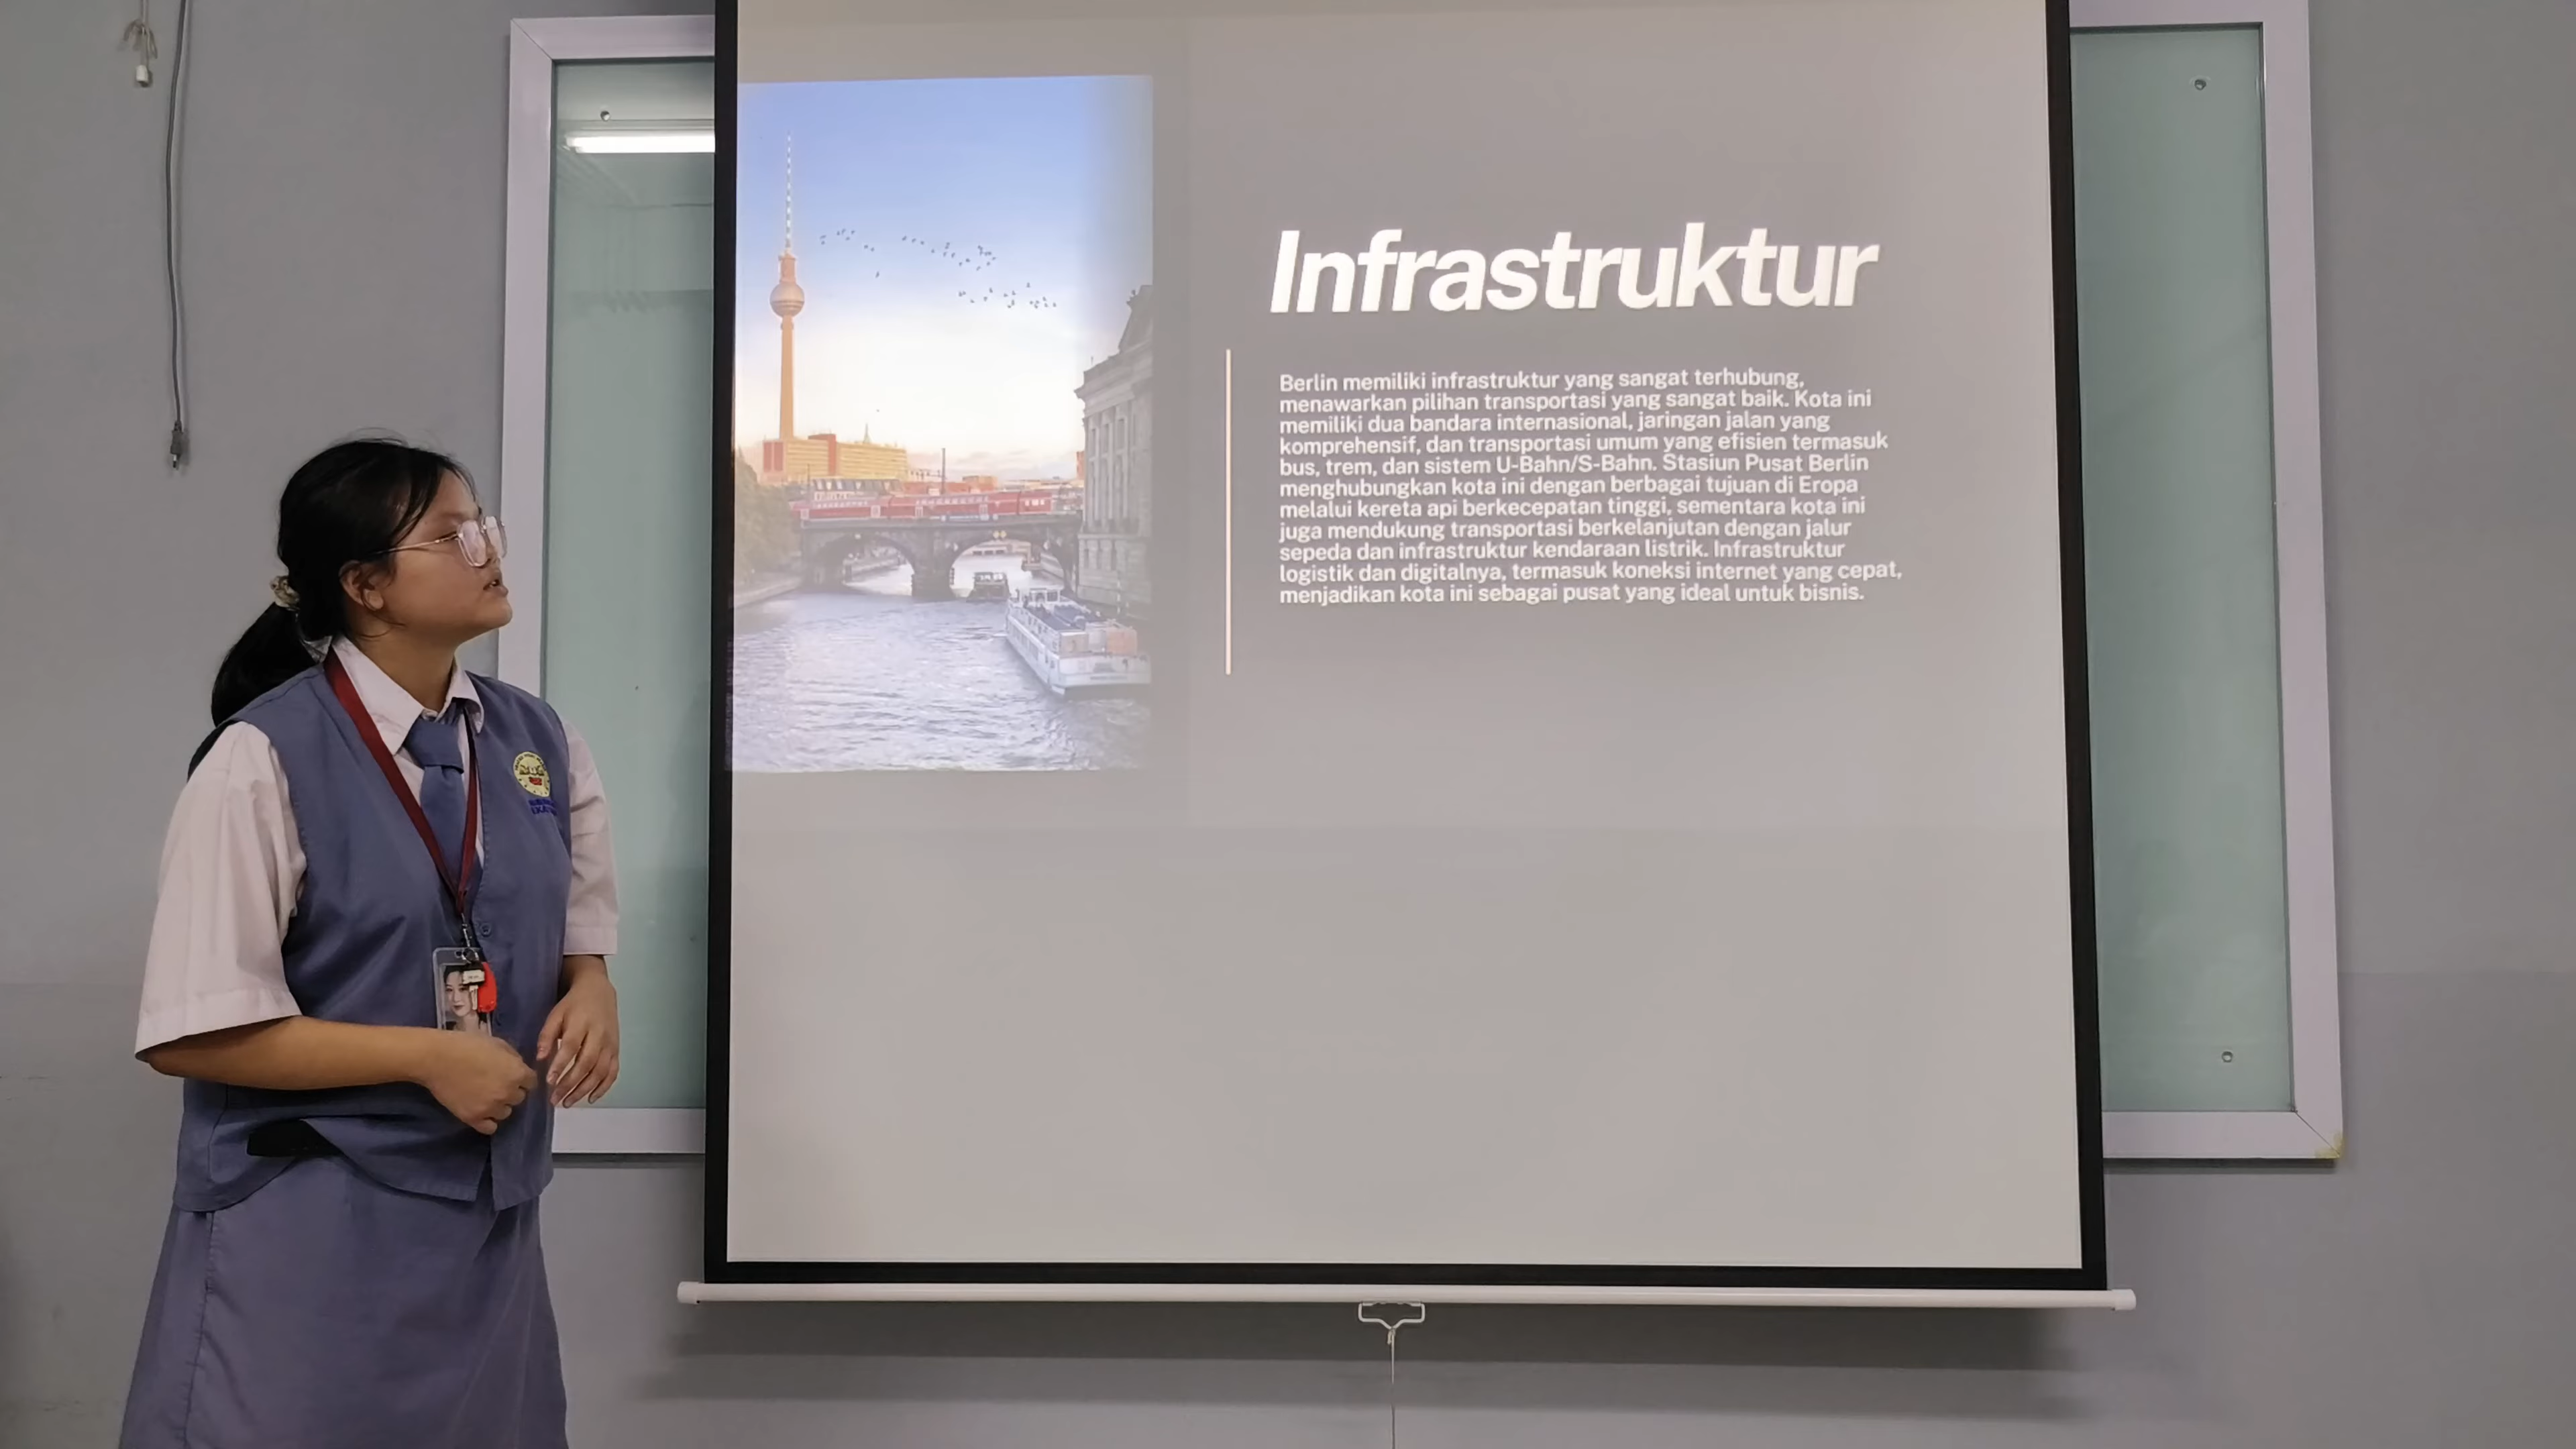 Infrastruktur
Berlin memiliki infrastruktur yang sangat terhubung,
menawarkan pilihan transportasi yang sangat baik. Kota ini
memiliki dua bandara internasional, jaringan jalan yang
komprehensif, dan transportasi umum yang efisien termasuk
bus, trem, dan sistem U-Bahn/S-Bahn. Stasiun Pusat Berlin
menghubungkan kota ini dengan berbagai tujuan di Eropa
melalui kereta api berkecepatan tinggi, sementara kota ini
juga mendukung transportasi berkelanjutan dengan jalur
sepeda dan infrastruktur kendaraan listrik. Infrastruktur
logistik dan digitalnya, termasuk koneksi internet yang cepat,
menjadikan kota ini sebagai pusat yang ideal untuk bisnis.